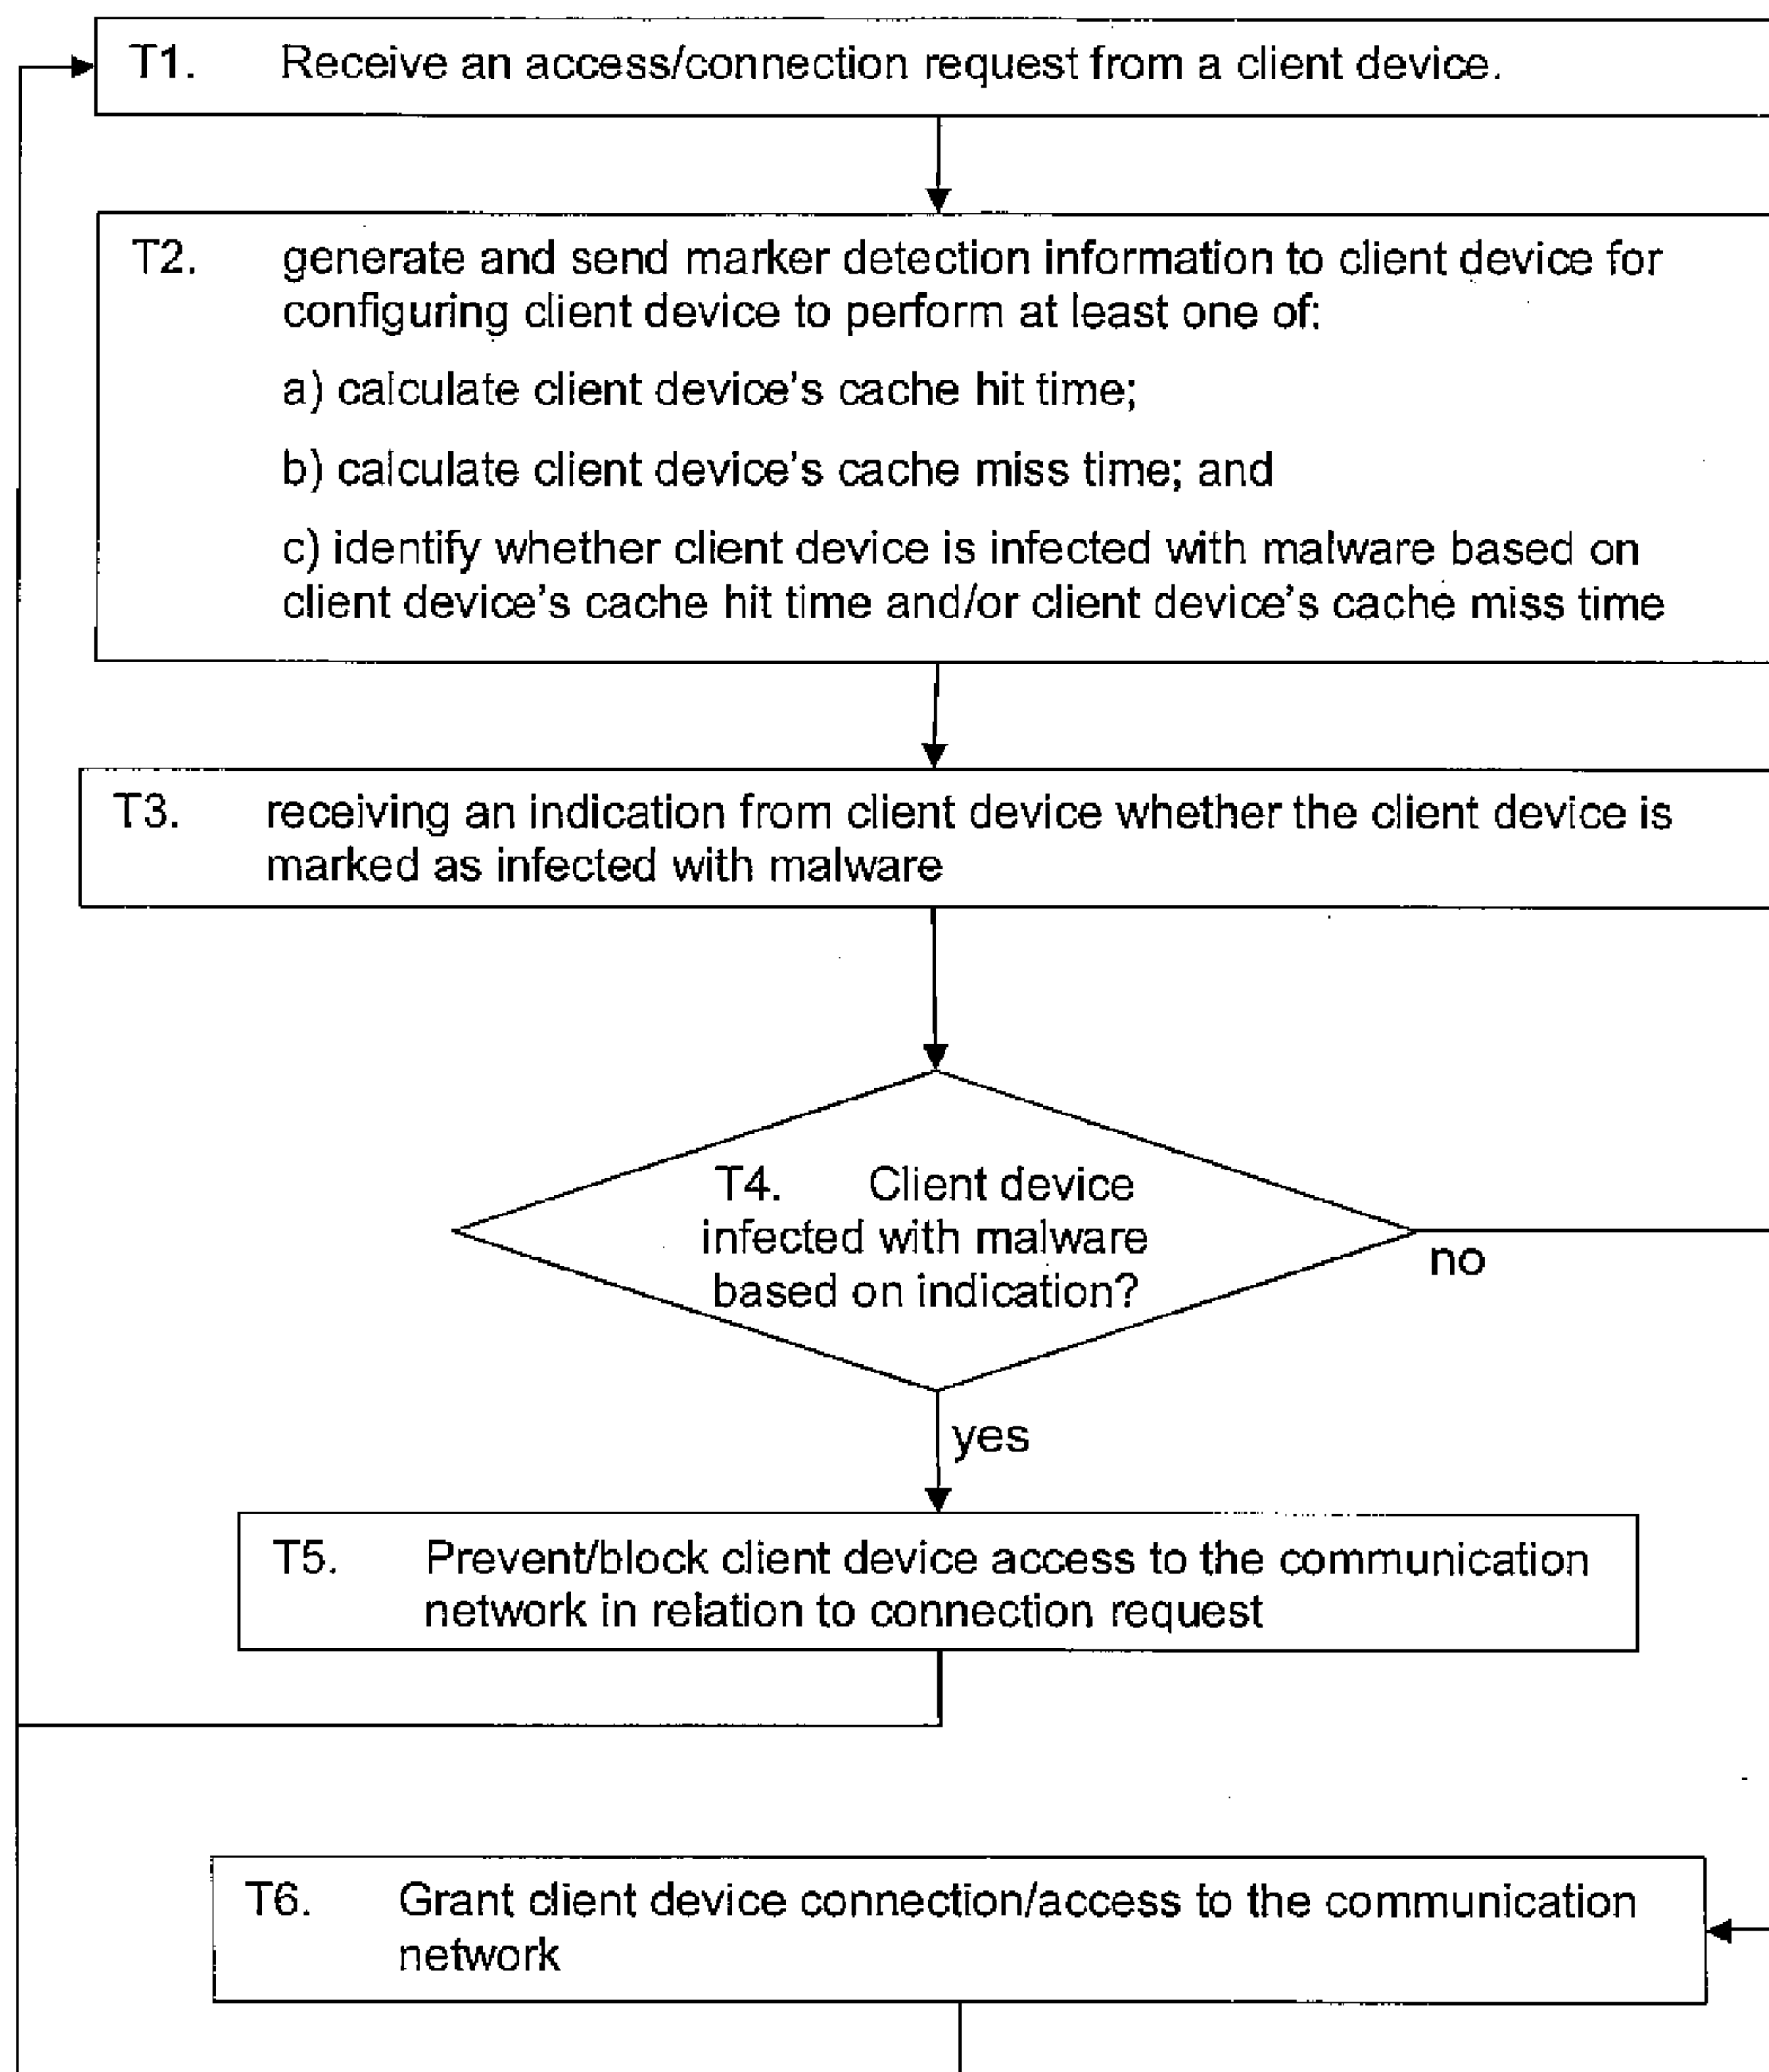 T1. Receive an access/connection request from a client device.
T2. generate and send marker detection information to client device for
configuring client device to perform at least one of:
a) calculate client device's cache hit time;
b) calculate client device's cache miss time; and
c) identify whether client device is infected with malware based on
client device's cache hit time and/or client device's cache miss time
T3. receiving an indication from client device whether the client device is
marked as infected with malware
T4. Client device
infected with malware
based on indication?
no
yes
T5. Prevent/block client device access to the communication
network in relation to connection request
T6. Grant client device connection/access to the communication
network